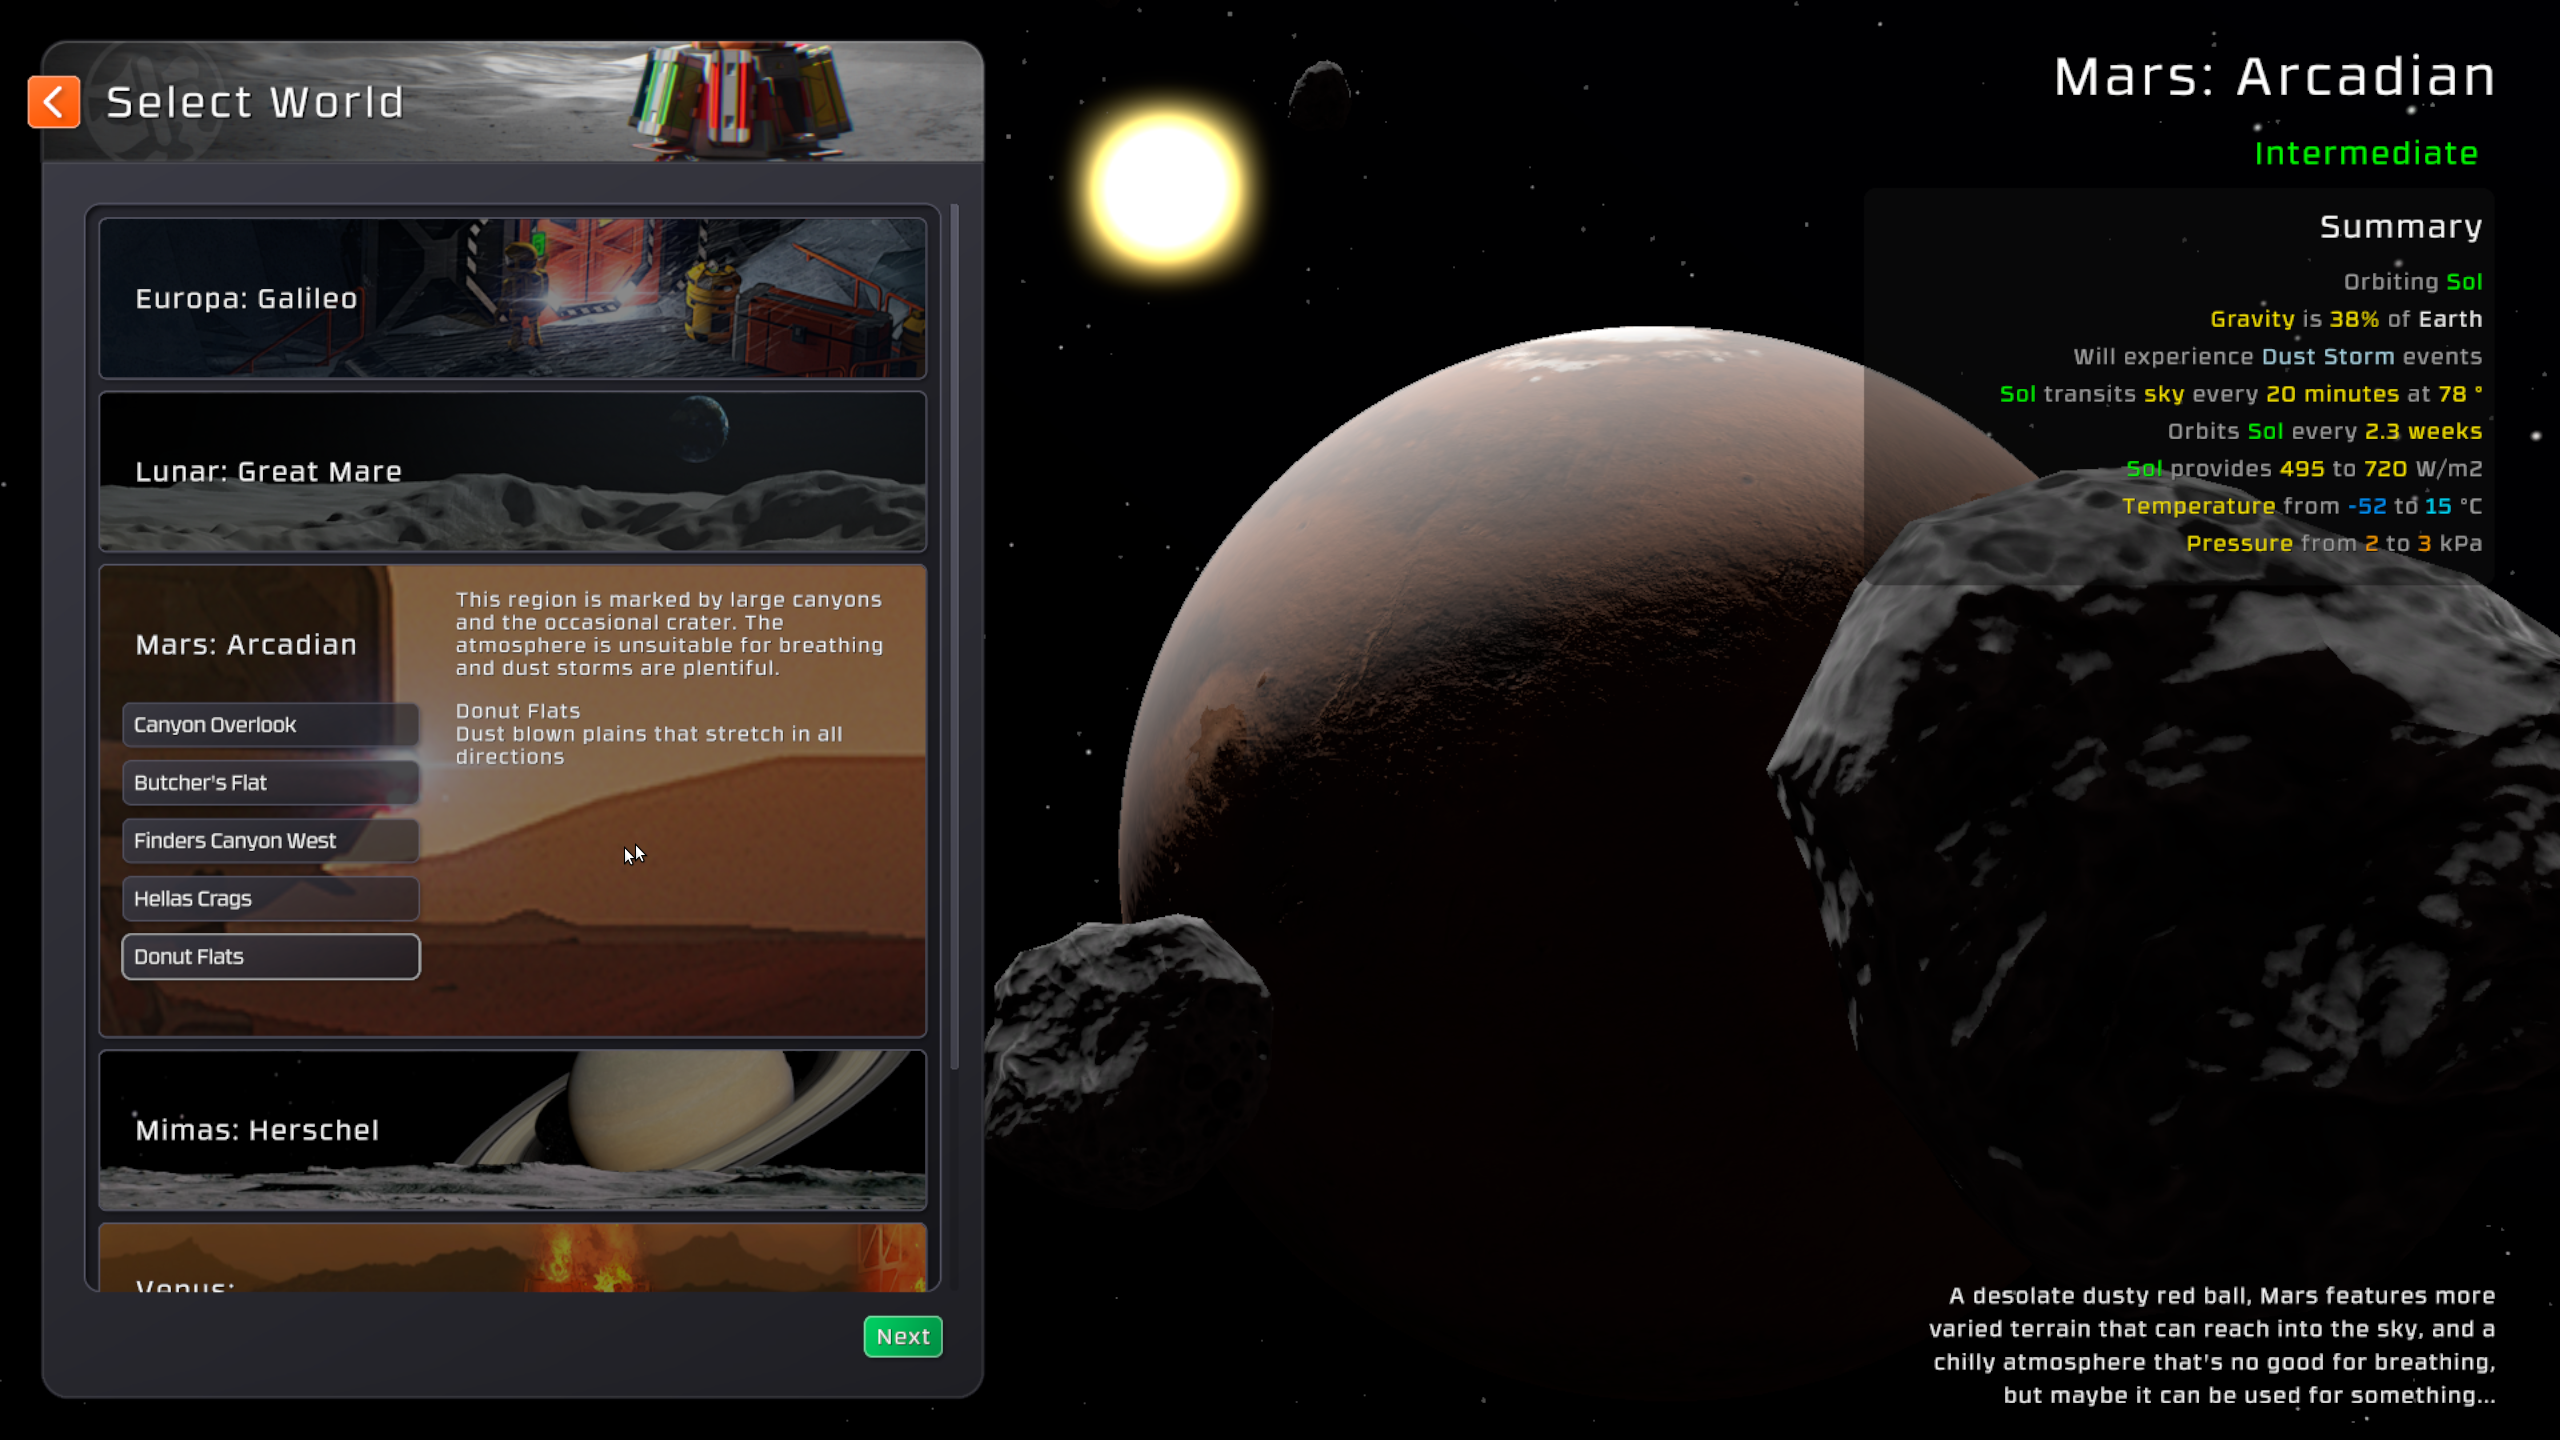 Select World
Europa: Galileo
Lunar: Great Mare
Mars: Arcadian
This region is marked by large canyons
and the occasional crater. The
atmosphere is unsuitable for breathing
and dust storms are plentiful.
Donut Flats
Dust blown plains that stretch in all
directions
Canyon Overlook
Butcher's Flat
Finders Canyon West
Hellas Crags
Donut Flats
Mimas: Herschel
Venus:
Next
Mars: Arcadian
Intermediate
Summary
Orbiting Sol
Gravity is 38% of Earth
Will experience Dust Storm events
Sol transits sky every 20 minutes at 78 °
Orbits Sol every 2.3 weeks
Sol provides 495 to 720 W/m2
Temperature from -52 to 15 °C
Pressure from 2 to 3 kPa
A desolate dusty red ball, Mars features more
varied terrain that can reach into the sky, and a
chilly atmosphere that's no good for breathing,
but maybe it can be used for something...